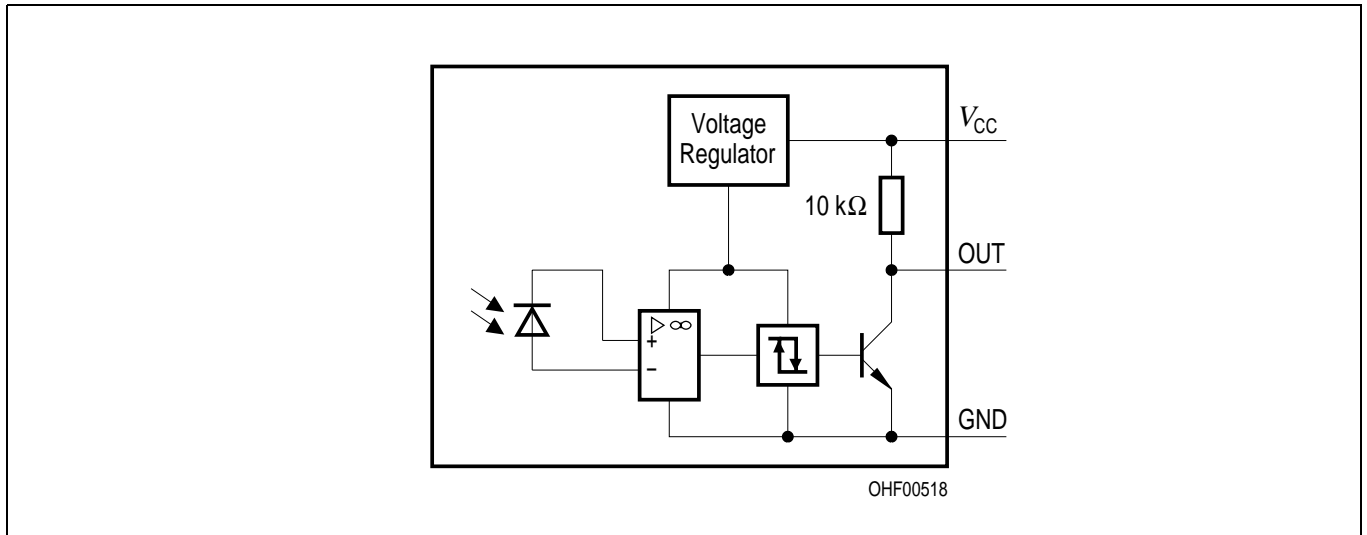 Voltage
Regulator
V_CC
10 kΩ
OUT
▷ ∞
+
−
GND
OHF00518